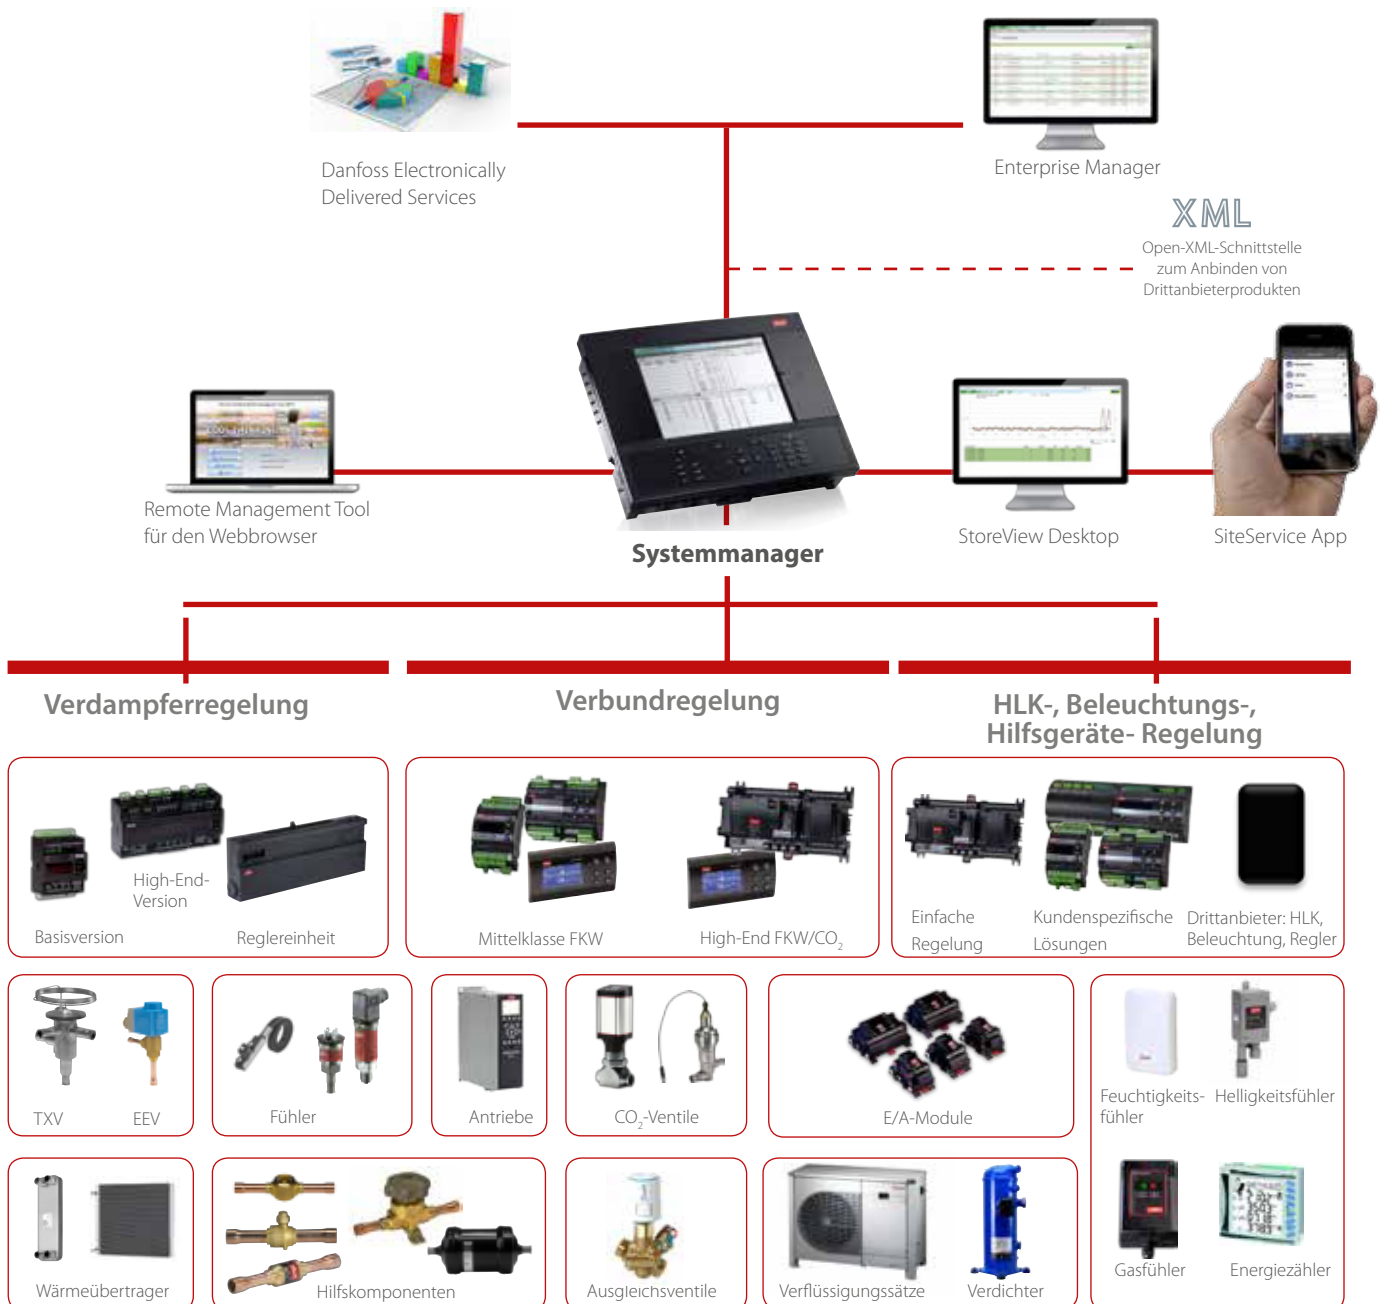 Danfoss Electronically
Delivered Services
Enterprise Manager
XML
Open-XML-Schnittstelle
zum Anbinden von
Drittanbieterprodukten
Remote Management Tool
für den Webbrowser
Systemmanager
StoreView Desktop
SiteService App
Verdampferregelung
Verbundregelung
HLK-, Beleuchtungs-,
Hilfsgeräte- Regelung
Basisversion
High-End-
Version
Reglereinheit
Mittelklasse FKW
High-End FKW/CO₂
Einfache
Regelung
Kundenspezifische
Lösungen
Drittanbieter: HLK,
Beleuchtung, Regler
TXV
EEV
Fühler
Antriebe
CO₂-Ventile
E/A-Module
Feuchtigkeits-
fühler
Helligkeitsfühler
Wärmeübertrager
Hilfskomponenten
Ausgleichsventile
Verflüssigungssätze
Verdichter
Gasfühler
Energiezähler